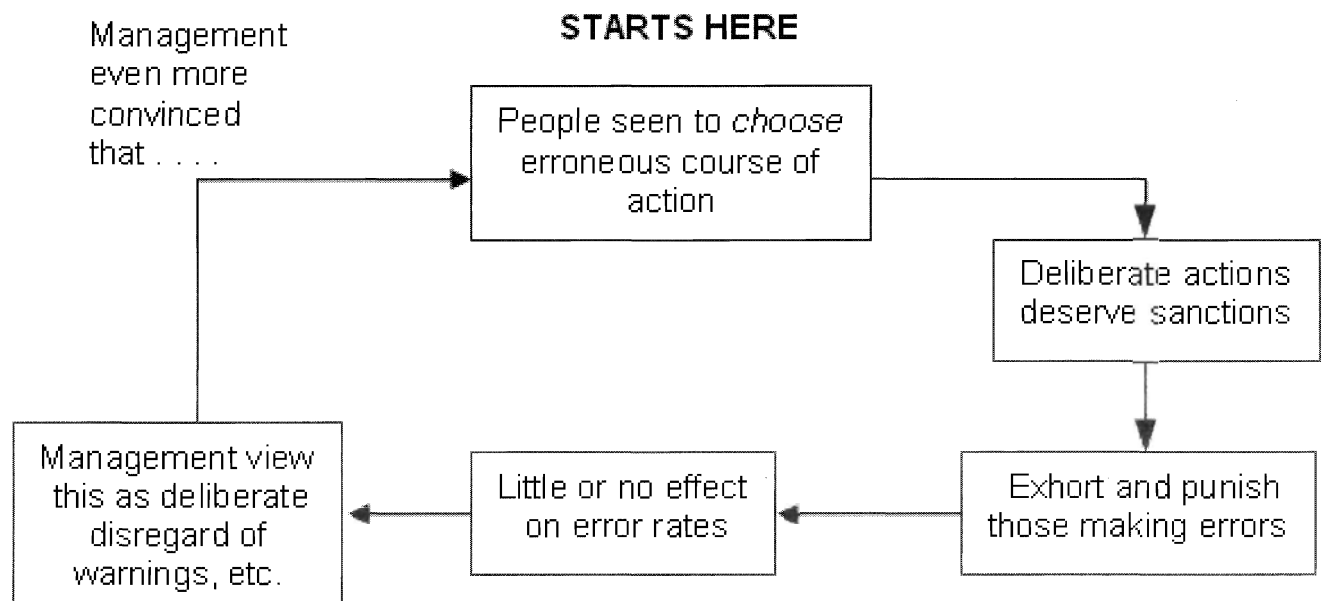 STARTS HERE
Management
even more
convinced
that . . . .
People seen to choose
erroneous course of
action
Deliberate actions
deserve sanctions
Exhort and punish
those making errors
Little or no effect
on error rates
Management view
this as deliberate
disregard of
warnings, etc.